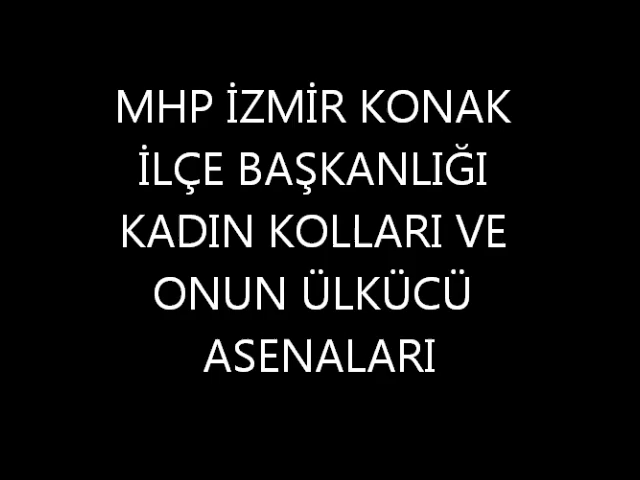 MHP İZMİR KONAK
İLÇE BAŞKANLIĞI
KADIN KOLLARI VE
ONUN ÜLKÜCÜ
ASENALARI